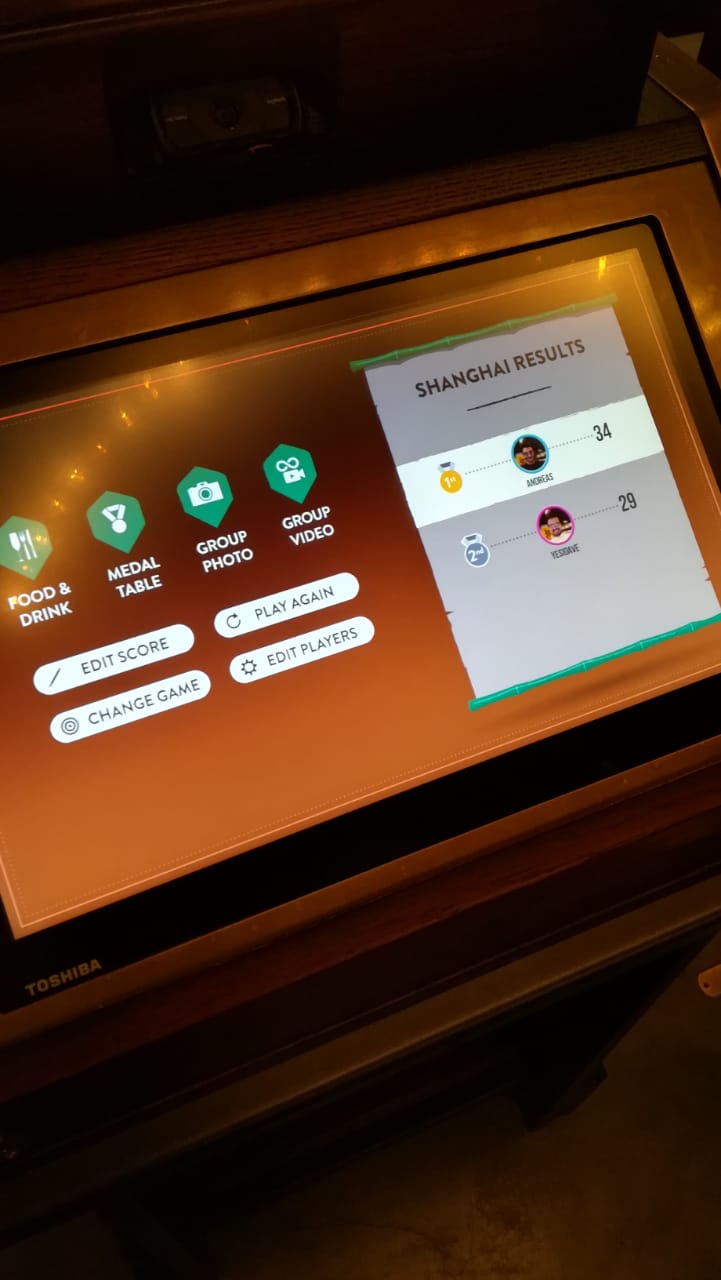 SHANGHAI RESULTS
1st
ANDREAS
34
2nd
YESIDAVE
29
FOOD &
DRINK
MEDAL
TABLE
GROUP
PHOTO
GROUP
VIDEO
EDIT SCORE
PLAY AGAIN
CHANGE GAME
EDIT PLAYERS
TOSHIBA